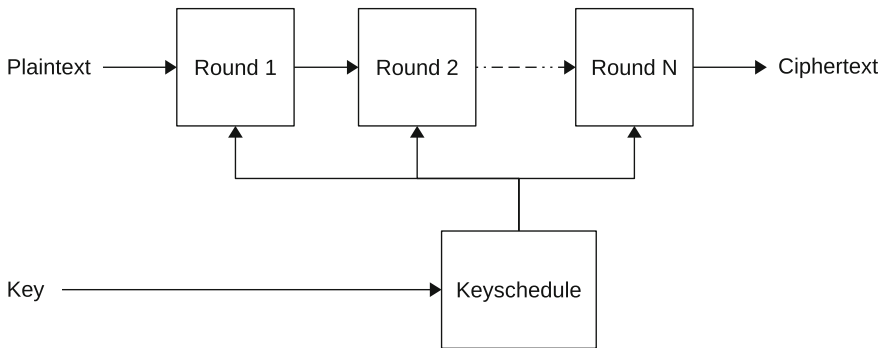 Plaintext
Round 1
Round 2
Round N
Ciphertext
Key
Keyschedule